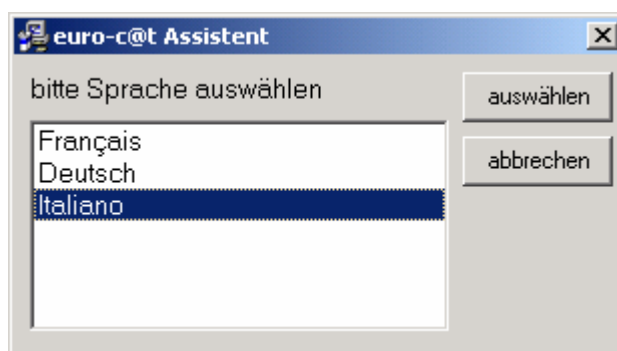 euro-c@t Assistent
bitte Sprache auswählen
auswählen
abbrechen
Français
Deutsch
Italiano